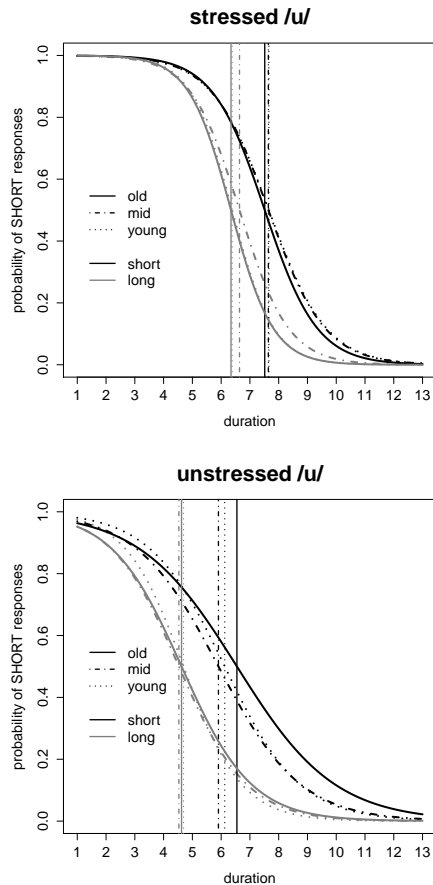 stressed /u/
probability of SHORT responses
1.0
0.8
0.6
0.4
0.2
0.0
old
mid
young
short
long
1 2 3 4 5 6 7 8 9 10 11 12 13
duration
unstressed /u/
probability of SHORT responses
1.0
0.8
0.6
0.4
0.2
0.0
old
mid
young
short
long
1 2 3 4 5 6 7 8 9 10 11 12 13
duration